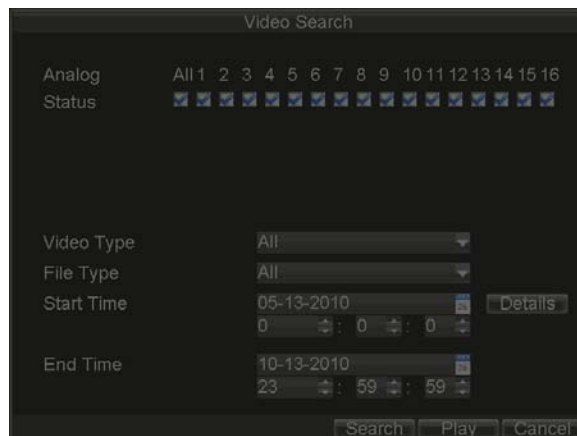 Video Search
Analog All 1 2 3 4 5 6 7 8 9 10 11 12 13 14 15 16
Status
Video Type All
File Type All
Start Time 05-13-2010 Details
0 : 0 : 0
End Time 10-13-2010
23 : 59 : 59
Search Play Cancel